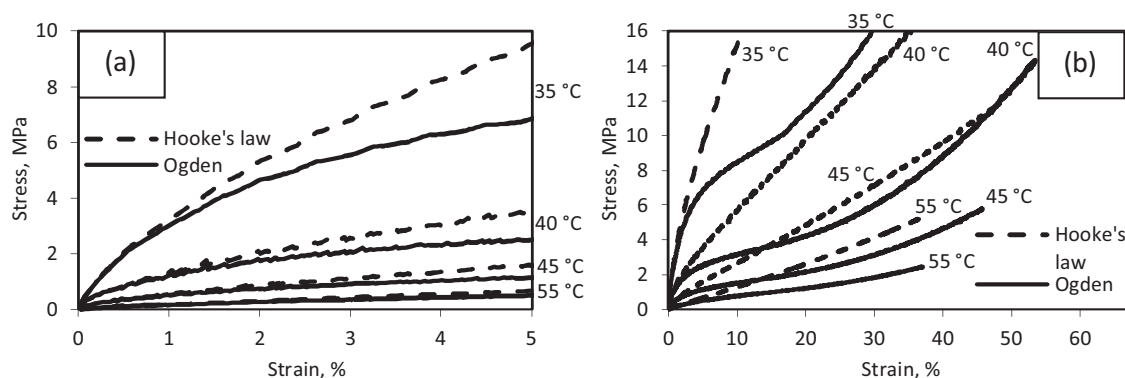 (a)
10
8
6
4
2
0
0
1
2
3
4
5
Stress, MPa
Strain, %
Hooke's law
Ogden
35 °C
40 °C
45 °C
55 °C
(b)
16
14
12
10
8
6
4
2
0
0
10
20
30
40
50
60
Stress, MPa
Strain, %
35 °C
40 °C
40 °C
45 °C
45 °C
55 °C
55 °C
Hooke's
law
Ogden